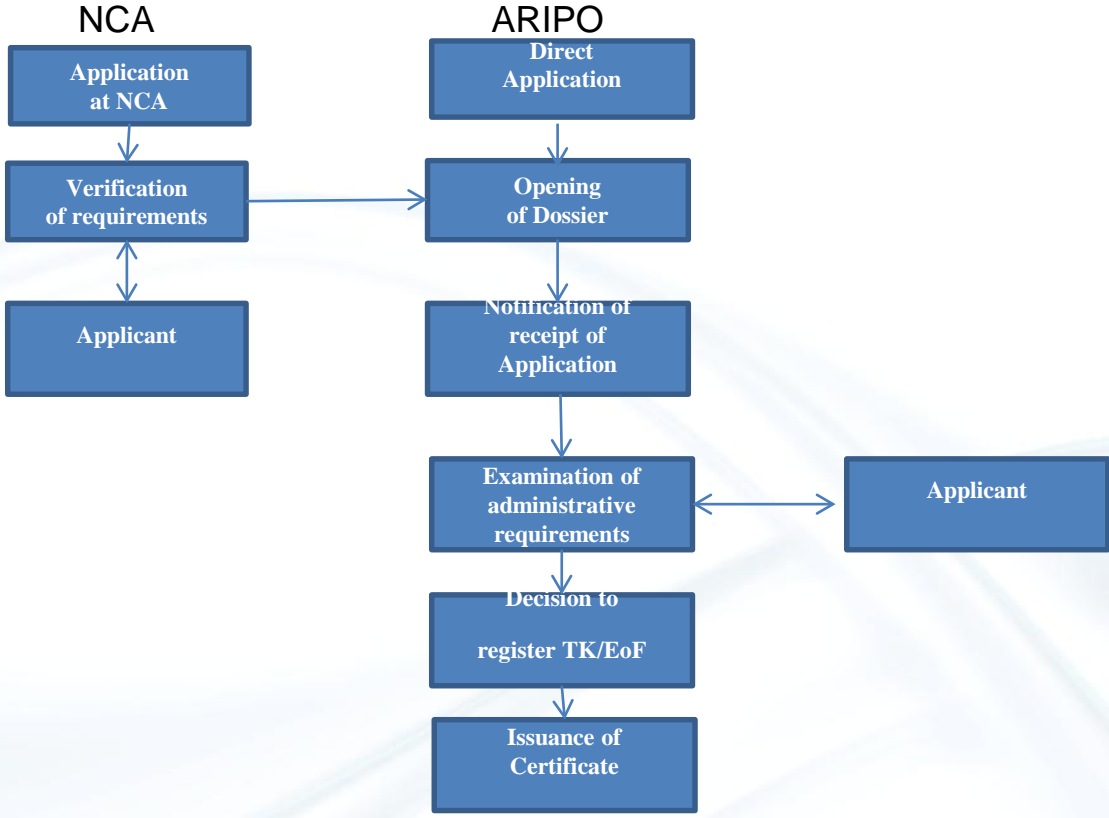 NCA
ARIPO
Application
at NCA
Direct
Application
Verification
of requirements
Opening
of Dossier
Applicant
Notification of
receipt of
Application
Examination of
administrative
requirements
Applicant
Decision to
register TK/EoF
Issuance of
Certificate